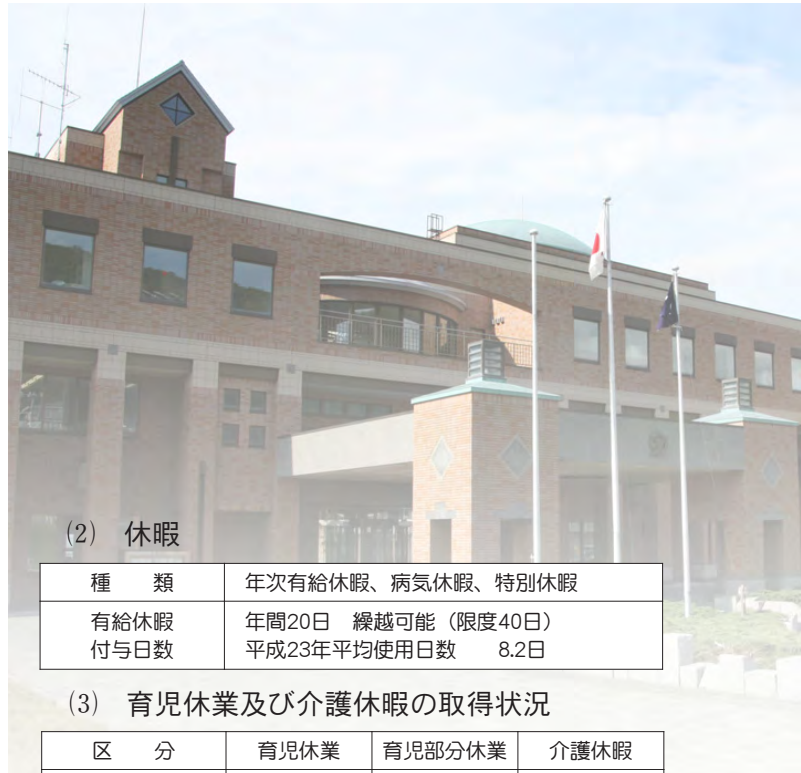 (2) 休暇
種　　類　年次有給休暇、病気休暇、特別休暇
有給休暇　年間20日　繰越可能（限度40日）
付与日数　平成23年平均使用日数　　8.2日
(3) 育児休業及び介護休暇の取得状況
区　　分　育児休業　育児部分休業　介護休暇